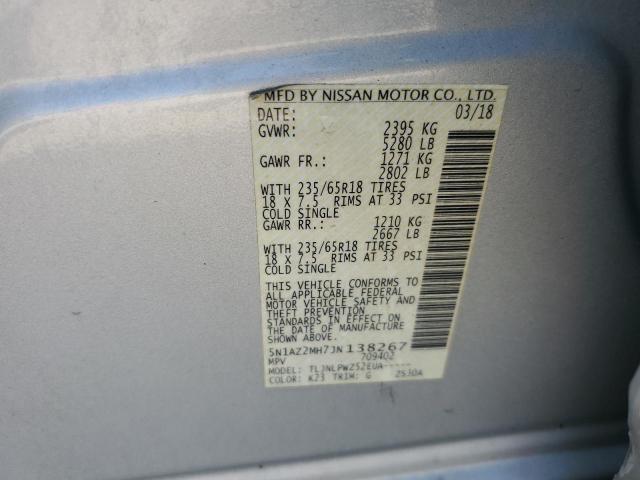 MFD BY NISSAN MOTOR CO., LTD.
DATE: 03/18
GVWR: 2395 KG
5280 LB
GAWR FR.: 1271 KG
2802 LB
WITH 235/65R18 TIRES
18 X 7.5 RIMS AT 33 PSI
COLD SINGLE
GAWR RR.: 1210 KG
2667 LB
WITH 235/65R18 TIRES
18 X 7.5 RIMS AT 33 PSI
COLD SINGLE
THIS VEHICLE CONFORMS TO
ALL APPLICABLE FEDERAL
MOTOR VEHICLE SAFETY AND
THEFT PREVENTION
STANDARDS IN EFFECT ON
THE DATE OF MANUFACTURE
SHOWN ABOVE.
5N1AZ2MH7JN138267
MPV 709402
MODEL: TLJNLPWZ52EUA-----
COLOR: K23 TRIM: G 2530A